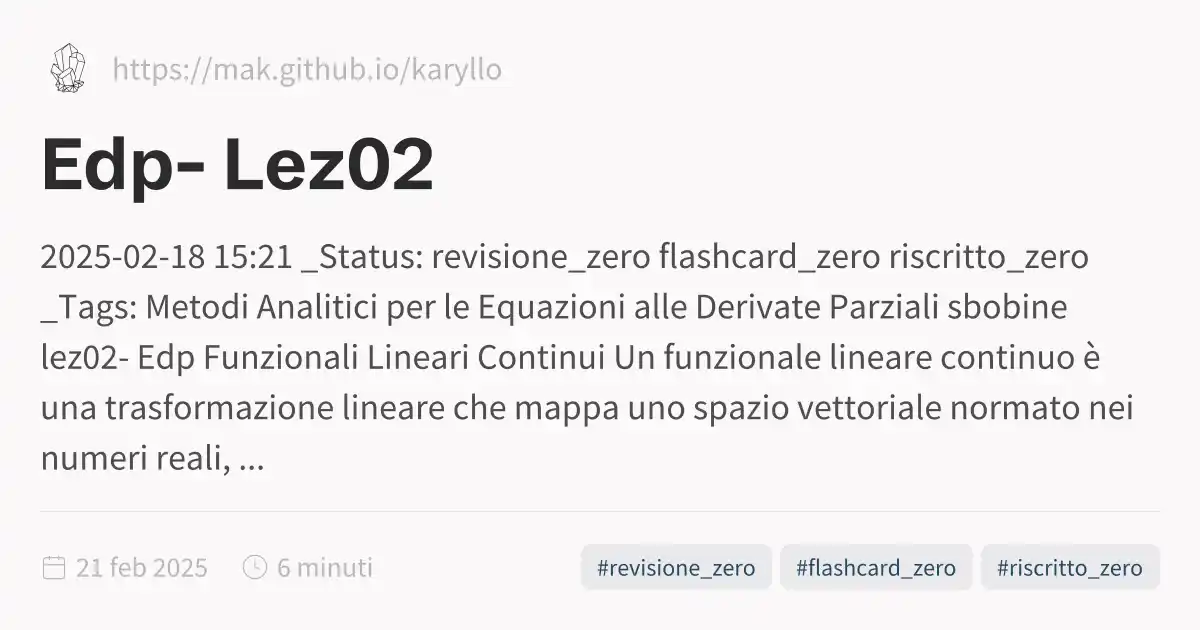 https://mak.github.io/karyllo
Edp- Lez02
2025-02-18 15:21 _Status: revisione_zero flashcard_zero riscritto_zero
_Tags: Metodi Analitici per le Equazioni alle Derivate Parziali sbobine
lez02- Edp Funzionali Lineari Continui Un funzionale lineare continuo è
una trasformazione lineare che mappa uno spazio vettoriale normato nei
numeri reali, ...
21 feb 2025 6 minuti #revisione_zero #flashcard_zero #riscritto_zero